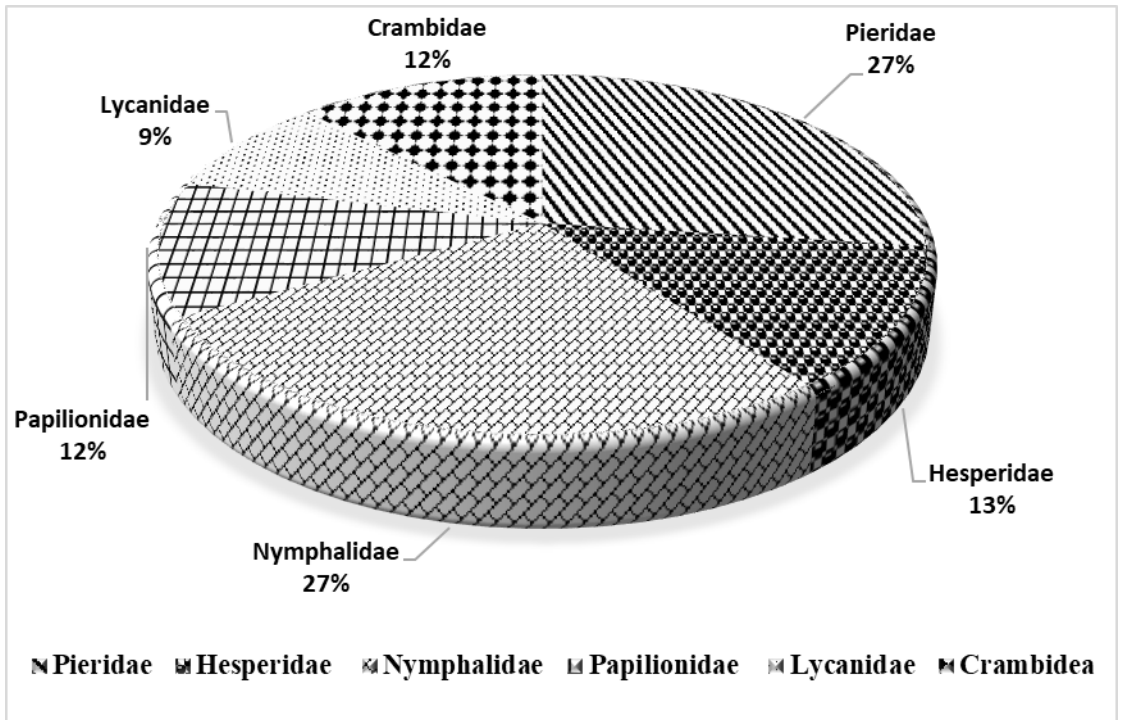 Crambidae
12%
Pieridae
27%
Lycanidae
9%
Papilionidae
12%
Hesperidae
13%
Nymphalidae
27%
Pieridae Hesperidae Nymphalidae Papilionidae Lycanidae Crambidea